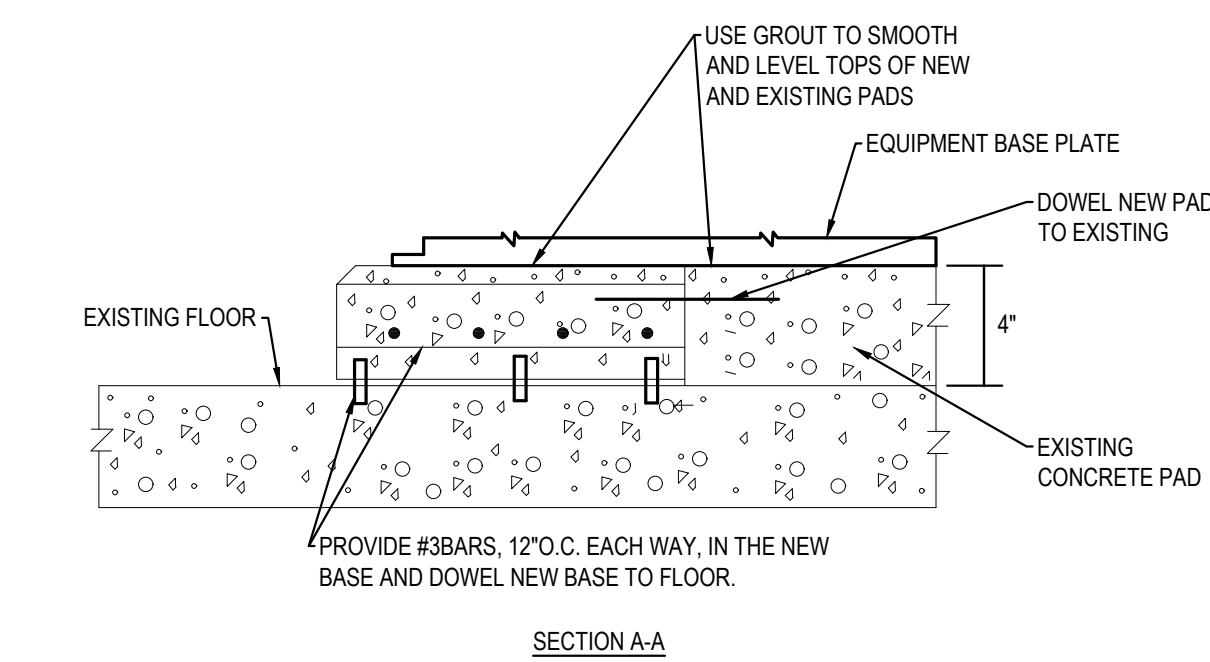 USE GROUT TO SMOOTH
AND LEVEL TOPS OF NEW
AND EXISTING PADS
EQUIPMENT BASE PLATE
DOWEL NEW PAD
TO EXISTING
EXISTING FLOOR
4"
EXISTING
CONCRETE PAD
PROVIDE #3BARS, 12"O.C. EACH WAY, IN THE NEW
BASE AND DOWEL NEW BASE TO FLOOR.
SECTION A-A